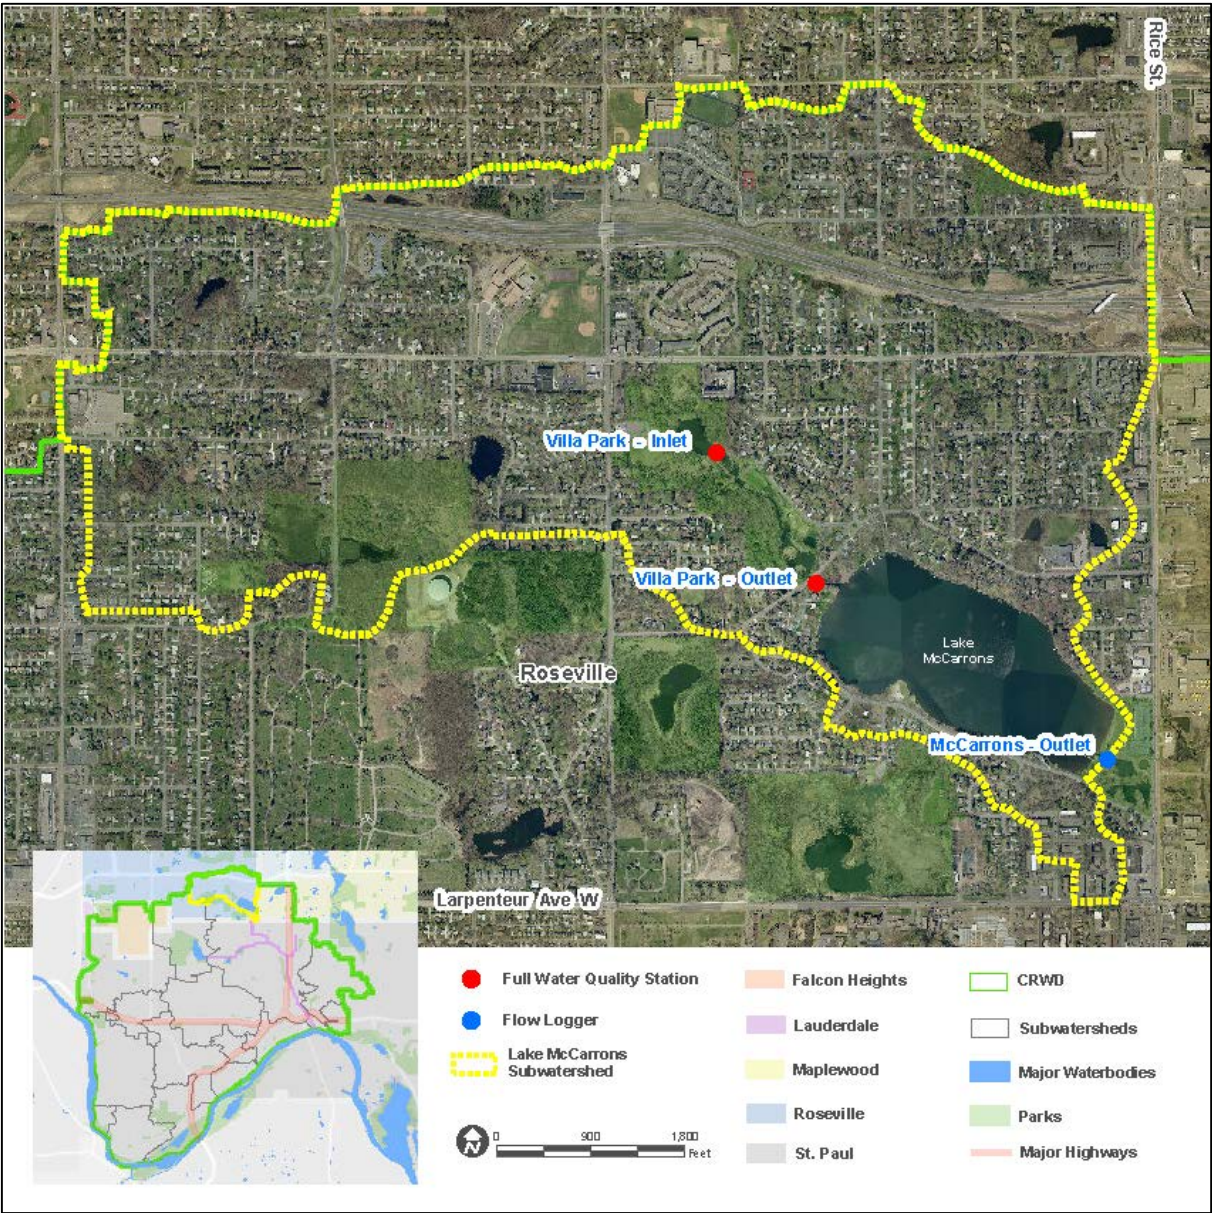 Rice St.
Villa Park - Inlet
Villa Park - Outlet
Lake
McCarrons
Roseville
McCarrons - Outlet
Larpenteur Ave W
Full Water Quality Station
Flow Logger
Lake McCarrons
Subwatershed
N
0 900 1,800
Feet
Falcon Heights
Lauderdale
Maplewood
Roseville
St. Paul
CRWD
Subwatersheds
Major Waterbodies
Parks
Major Highways